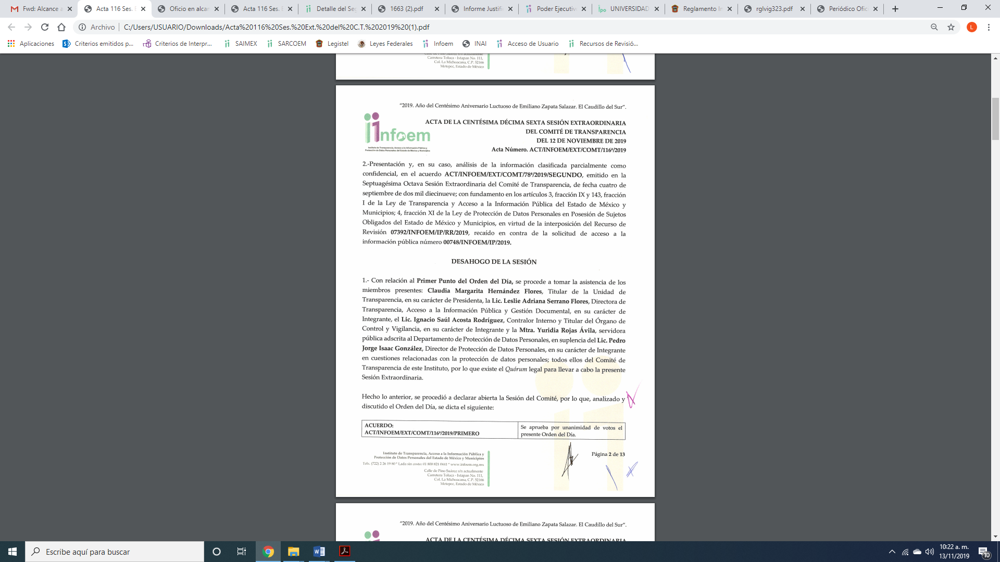 Fwd: Alcance a
Acta 116 Ses. E
Oficio en alcan
Acta 116 Ses. E
Detalle del Seg
1663 (2).pdf
Informe Justifi
Poder Ejecutivo
UNIVERSIDAD
Reglamento In
rglvig323.pdf
Periódico Ofic
Archivo
C:/Users/USUARIO/Downloads/Acta%20116%20Ses.%20Ext.%20del%20C.T.%202019%20(1).pdf
L
Aplicaciones
Criterios emitidos p...
Criterios de Interpr...
SAIMEX
SARCOEM
Legistel
Leyes Federales
Infoem
INAI
Acceso de Usuario
Recursos de Revisió...
Calle de Pino Suárez s/n actualmente
Carretera Toluca - Ixtapan No. 111,
Col. La Michoacana, C.P. 52166
Metepec, Estado de México
"2019. Año del Centésimo Aniversario Luctuoso de Emiliano Zapata Salazar. El Caudillo del Sur".
infoem
Instituto de Transparencia, Acceso a la Información Pública y
Protección de Datos Personales del Estado de México y Municipios
ACTA DE LA CENTÉSIMA DÉCIMA SEXTA SESIÓN EXTRAORDINARIA
DEL COMITÉ DE TRANSPARENCIA
DEL 12 DE NOVIEMBRE DE 2019
Acta Número. ACT/INFOEM/EXT/COMT/116ª/2019
2.-Presentación y, en su caso, análisis de la información clasificada parcialmente como
confidencial, en el acuerdo ACT/INFOEM/EXT/COMT/78ª/2019/SEGUNDO, emitido en la
Septuagésima Octava Sesión Extraordinaria del Comité de Transparencia, de fecha cuatro de
septiembre de dos mil diecinueve; con fundamento en los artículos 3, fracción IX y 143, fracción
I de la Ley de Transparencia y Acceso a la Información Pública del Estado de México y
Municipios; 4, fracción XI de la Ley de Protección de Datos Personales en Posesión de Sujetos
Obligados del Estado de México y Municipios, en virtud de la interposición del Recurso de
Revisión 07392/INFOEM/IP/RR/2019, recaído en contra de la solicitud de acceso a la
información pública número 00748/INFOEM/IP/2019.
DESAHOGO DE LA SESIÓN
1.- Con relación al Primer Punto del Orden del Día, se procede a tomar la asistencia de los
miembros presentes: Claudia Margarita Hernández Flores, Titular de la Unidad de
Transparencia, en su carácter de Presidenta, la Lic. Leslie Adriana Serrano Flores, Directora de
Transparencia, Acceso a la Información Pública y Gestión Documental, en su carácter de
Integrante, el Lic. Ignacio Saúl Acosta Rodríguez, Contralor Interno y Titular del Órgano de
Control y Vigilancia, en su carácter de Integrante y la Mtra. Yuridia Rojas Ávila, servidora
pública adscrita al Departamento de Protección de Datos Personales, en suplencia del Lic. Pedro
Jorge Isaac González, Director de Protección de Datos Personales, en su carácter de Integrante
en cuestiones relacionadas con la protección de datos personales; todos ellos del Comité de
Transparencia de este Instituto, por lo que existe el Quórum legal para llevar a cabo la presente
Sesión Extraordinaria.
Hecho lo anterior, se procedió a declarar abierta la Sesión del Comité, por lo que, analizado y
discutido el Orden del Día, se dicta el siguiente:
ACUERDO:
ACT/INFOEM/EXT/COMT/116ª/2019/PRIMERO
Se aprueba por unanimidad de votos el
presente Orden del Día.
Instituto de Transparencia, Acceso a la Información Pública y
Protección de Datos Personales del Estado de México y Municipios
Tels. (722) 2 26 19 80 * Lada sin costo: 01 800 821 0441 * www.infoem.org.mx
Calle de Pino Suárez s/n actualmente
Carretera Toluca - Ixtapan No. 111,
Col. La Michoacana, C.P. 52166
Metepec, Estado de México
Página 2 de 13
"2019. Año del Centésimo Aniversario Luctuoso de Emiliano Zapata Salazar. El Caudillo del Sur".
ACTA DE LA CENTÉSIMA DÉCIMA SEXTA SESIÓN EXTRAORDINARIA
Escribe aquí para buscar
10:22 a. m.
13/11/2019
10